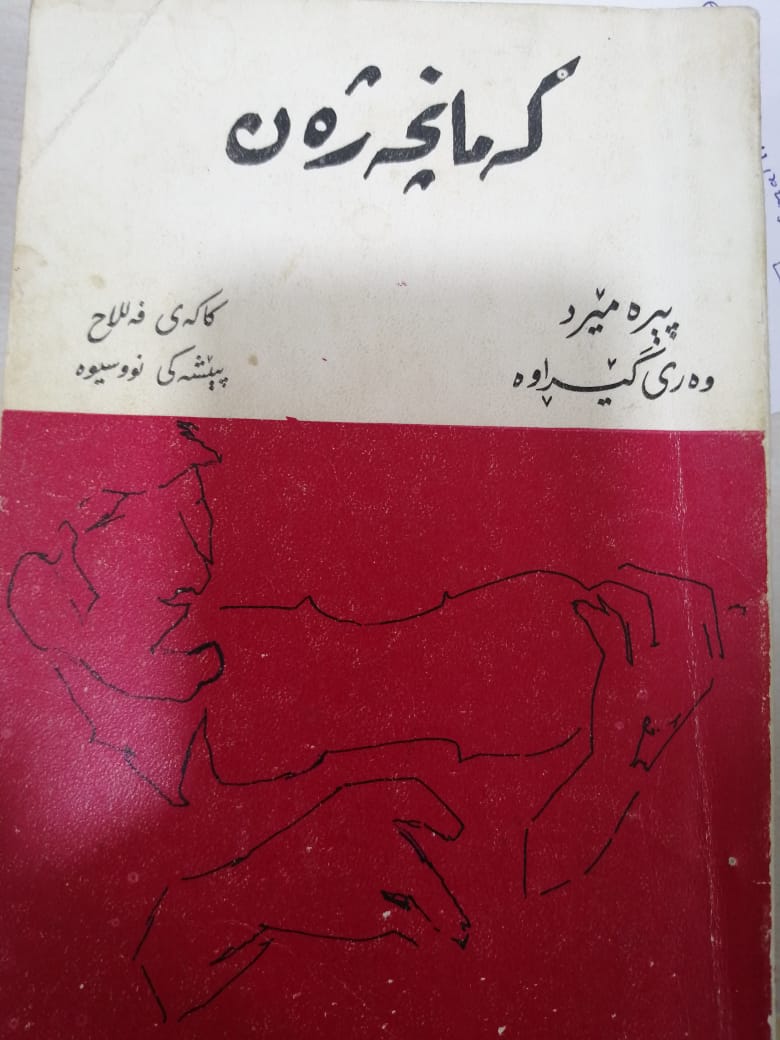 کەمانچەژەن
پیرەمێرد
وەری گێڕاوە
کاکەی فەللاح
پێشەکی نووسیوە